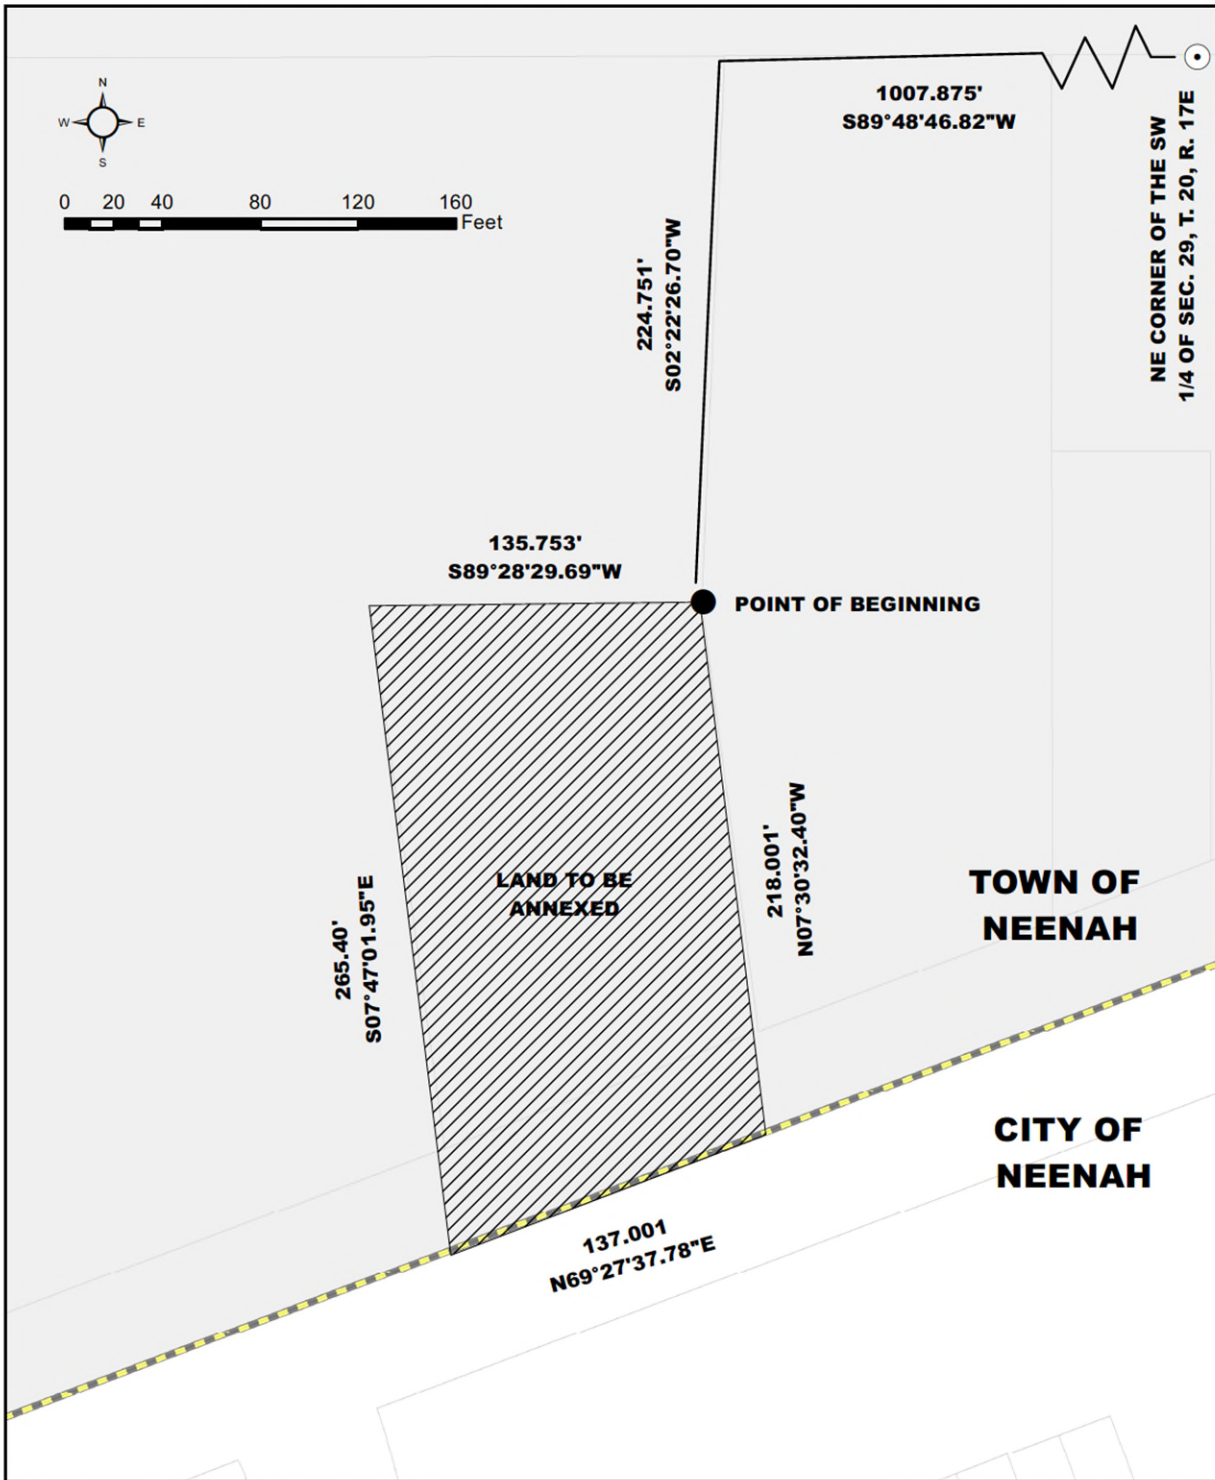 1007.875'
S89°48'46.82"W
N
W E
S
0 20 40 80 120 160
Feet
NE CORNER OF THE SW
1/4 OF SEC. 29, T. 20, R. 17E
224.751'
S02°22'26.70"W
135.753'
S89°28'29.69"W
POINT OF BEGINNING
218.001'
N07°30'32.40"W
LAND TO BE
ANNEXED
265.40'
S07°47'01.95"E
TOWN OF
NEENAH
CITY OF
NEENAH
137.001
N69°27'37.78"E